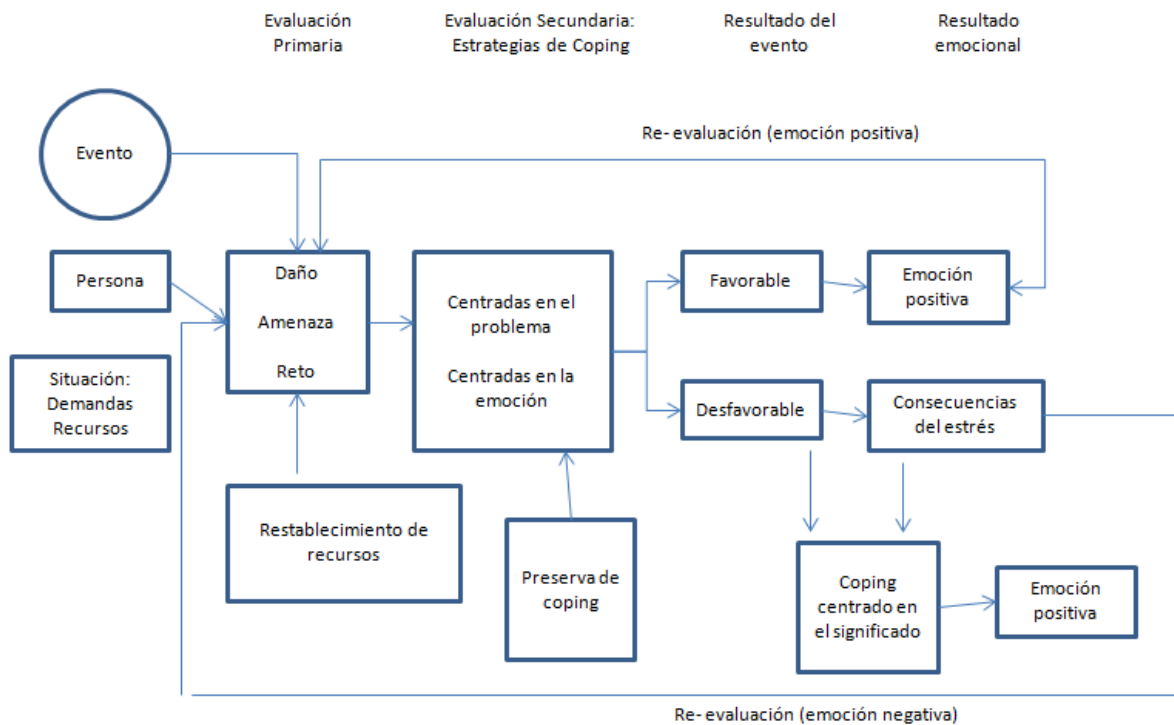 Evaluación
Primaria
Evaluación Secundaria:
Estrategias de Coping
Resultado del
evento
Resultado
emocional
Re- evaluación (emoción positiva)
Evento
Persona
Situación:
Demandas
Recursos
Daño
Amenaza
Reto
Centradas en el
problema
Centradas en la
emoción
Favorable
Emoción
positiva
Desfavorable
Consecuencias
del estrés
Restablecimiento de
recursos
Preserva de
coping
Coping
centrado en
el significado
Emoción
positiva
Re- evaluación (emoción negativa)